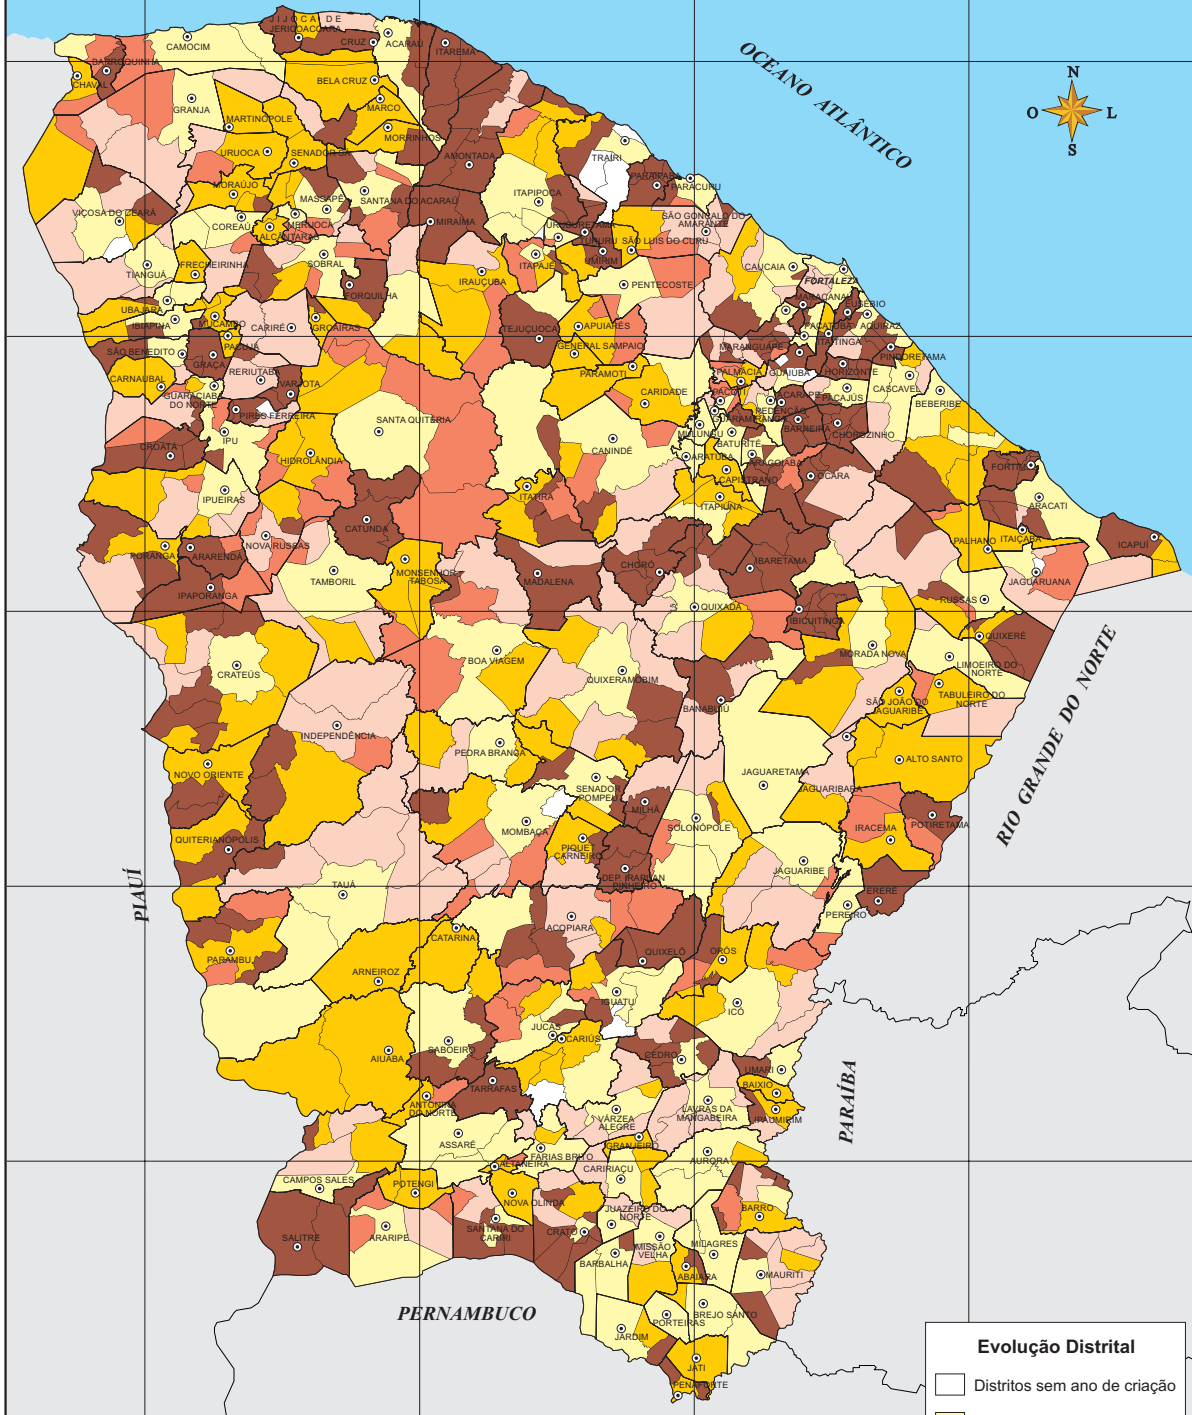 JIJOCA DE
JERICOACOARA
CRUZ
ACARAÚ
ITAREMA
CAMOCIM
BARROQUINHA
CHAVAL
BELA CRUZ
MARCO
GRANJA
MARTINÓPOLE
MORRINHOS
OCEANO ATLÂNTICO
N
O
L
S
URUOCA
SENADOR SÁ
AMONTADA
TRAIRI
PARAIPABA
PARACURU
MORAÚJO
MASSAPÊ
SANTANA DO ACARAÚ
ITAPIPOCA
VIÇOSA DO CEARÁ
COREAÚ
MERUOCA
ALCÂNTARAS
MIRAÍMA
URUBURETAMA
TURURU
SÃO LUIS DO CURU
SÃO GONÇALO DO
AMARANTE
UMIRIM
TIANGUÁ
FRECHEIRINHA
SOBRAL
ITAPAJÉ
IRAUÇUBA
CAUCAIA
FORTALEZA
FORQUILHA
PENTECOSTE
UBAJARA
IBIAPINA
MUCAMBO
CARIRÉ
GROAÍRAS
MARACANAÚ
EUSÉBIO
PACATUBA
AQUIRAZ
ITAITINGA
TEJUÇUOCA
APUIARÉS
GENERAL SAMPAIO
PACUJÁ
SÃO BENEDITO
GRAÇA
MARANGUAPE
PINDORETAMA
CARNAUBAL
RERIUTABA
VARJOTA
PARAMOTI
PALMÁCIA
GUAIÚBA
HORIZONTE
CASCAVEL
GUARACIABA
DO NORTE
PIRES FERREIRA
CARIDADE
PACOTI
ACARAPE
PACAJÚS
BEBERIBE
REDENÇÃO
GUARAMIRANGA
SANTA QUITÉRIA
MULUNGU
BATURITÉ
BARREIRA
CHOROZINHO
IPU
CROATÁ
HIDROLÂNDIA
CANINDÉ
ARATUBA
ARACOIABA
CAPISTRANO
OCARA
FORTIM
IPUEIRAS
ITATIRA
ITAPIÚNA
ARACATI
CATUNDA
PORANGA
ARARENDÁ
NOVA RUSSAS
PALHANO
ITAIÇABA
ICAPUÍ
IPAPORANGA
TAMBORIL
MONSENHOR
TABOSA
MADALENA
CHORÓ
IBARETAMA
JAGUARUANA
QUIXADÁ
IBICUITINGA
RUSSAS
QUIXERÉ
CRATEÚS
BOA VIAGEM
QUIXERAMOBIM
MORADA NOVA
LIMOEIRO DO
NORTE
BANABUIÚ
SÃO JOÃO DO
JAGUARIBE
TABULEIRO DO
NORTE
INDEPENDÊNCIA
PEDRA BRANCA
NOVO ORIENTE
ALTO SANTO
JAGUARETAMA
JAGUARIBARA
SENADOR
POMPEU
MILHÃ
SOLONÓPOLE
RIO GRANDE DO NORTE
QUITERIANÓPOLIS
MOMBAÇA
PIQUET
CARNEIRO
IRACEMA
POTIRETAMA
DEP. IRAPUAN
PINHEIRO
JAGUARIBE
PIAUÍ
TAUÁ
ERERÉ
PEREIRO
ACOPIARA
CATARINA
PARAMBU
QUIXELÔ
ORÓS
ARNEIROZ
IGUATU
ICÓ
AIUABA
SABOEIRO
JUCÁS
CARIÚS
CEDRO
UMARI
BAIXIO
TARRAFAS
ANTONINA
DO NORTE
IPAUMIRIM
PARAÍBA
VÁRZEA
ALEGRE
LAVRAS DA
MANGABEIRA
ASSARÉ
GRANJEIRO
FARIAS BRITO
ALTANEIRA
CARIRIAÇU
AURORA
CAMPOS SALES
POTENGI
NOVA OLINDA
JUAZEIRO DO
NORTE
BARRO
SALITRE
ARARIPE
SANTANA DO
CARIRI
CRATO
MISSÃO
VELHA
MILAGRES
BARBALHA
ABAIARA
MAURITI
PERNAMBUCO
PORTEIRAS
BREJO SANTO
JARDIM
JATI
PENAFORTE
Evolução Distrital
Distritos sem ano de criação